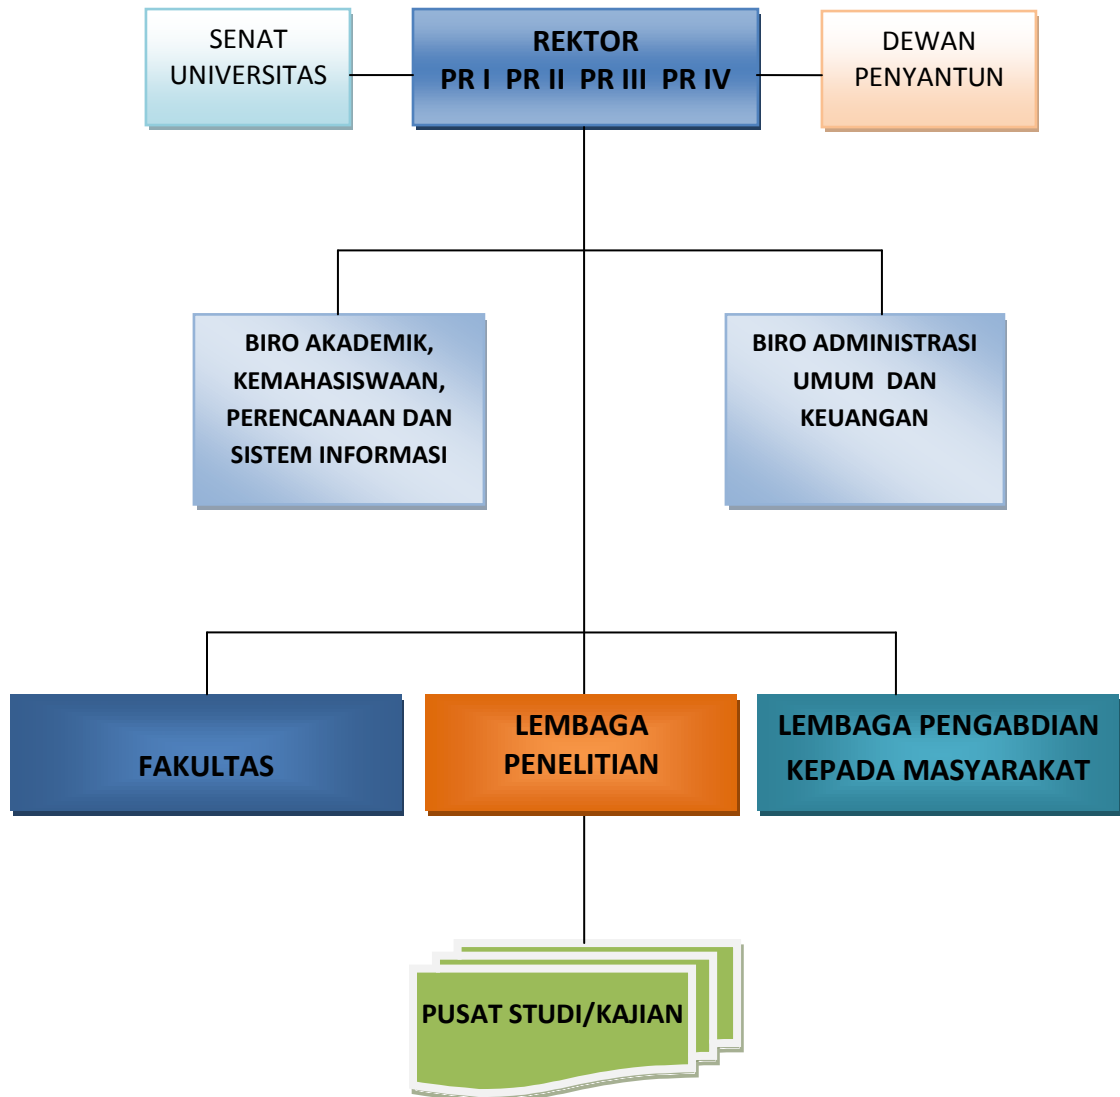 SENAT
UNIVERSITAS
REKTOR
PR I  PR II  PR III  PR IV
DEWAN
PENYANTUN
BIRO AKADEMIK,
KEMAHASISWAAN,
PERENCANAAN DAN
SISTEM INFORMASI
BIRO ADMINISTRASI
UMUM  DAN
KEUANGAN
FAKULTAS
LEMBAGA
PENELITIAN
LEMBAGA PENGABDIAN
KEPADA MASYARAKAT
PUSAT STUDI/KAJIAN